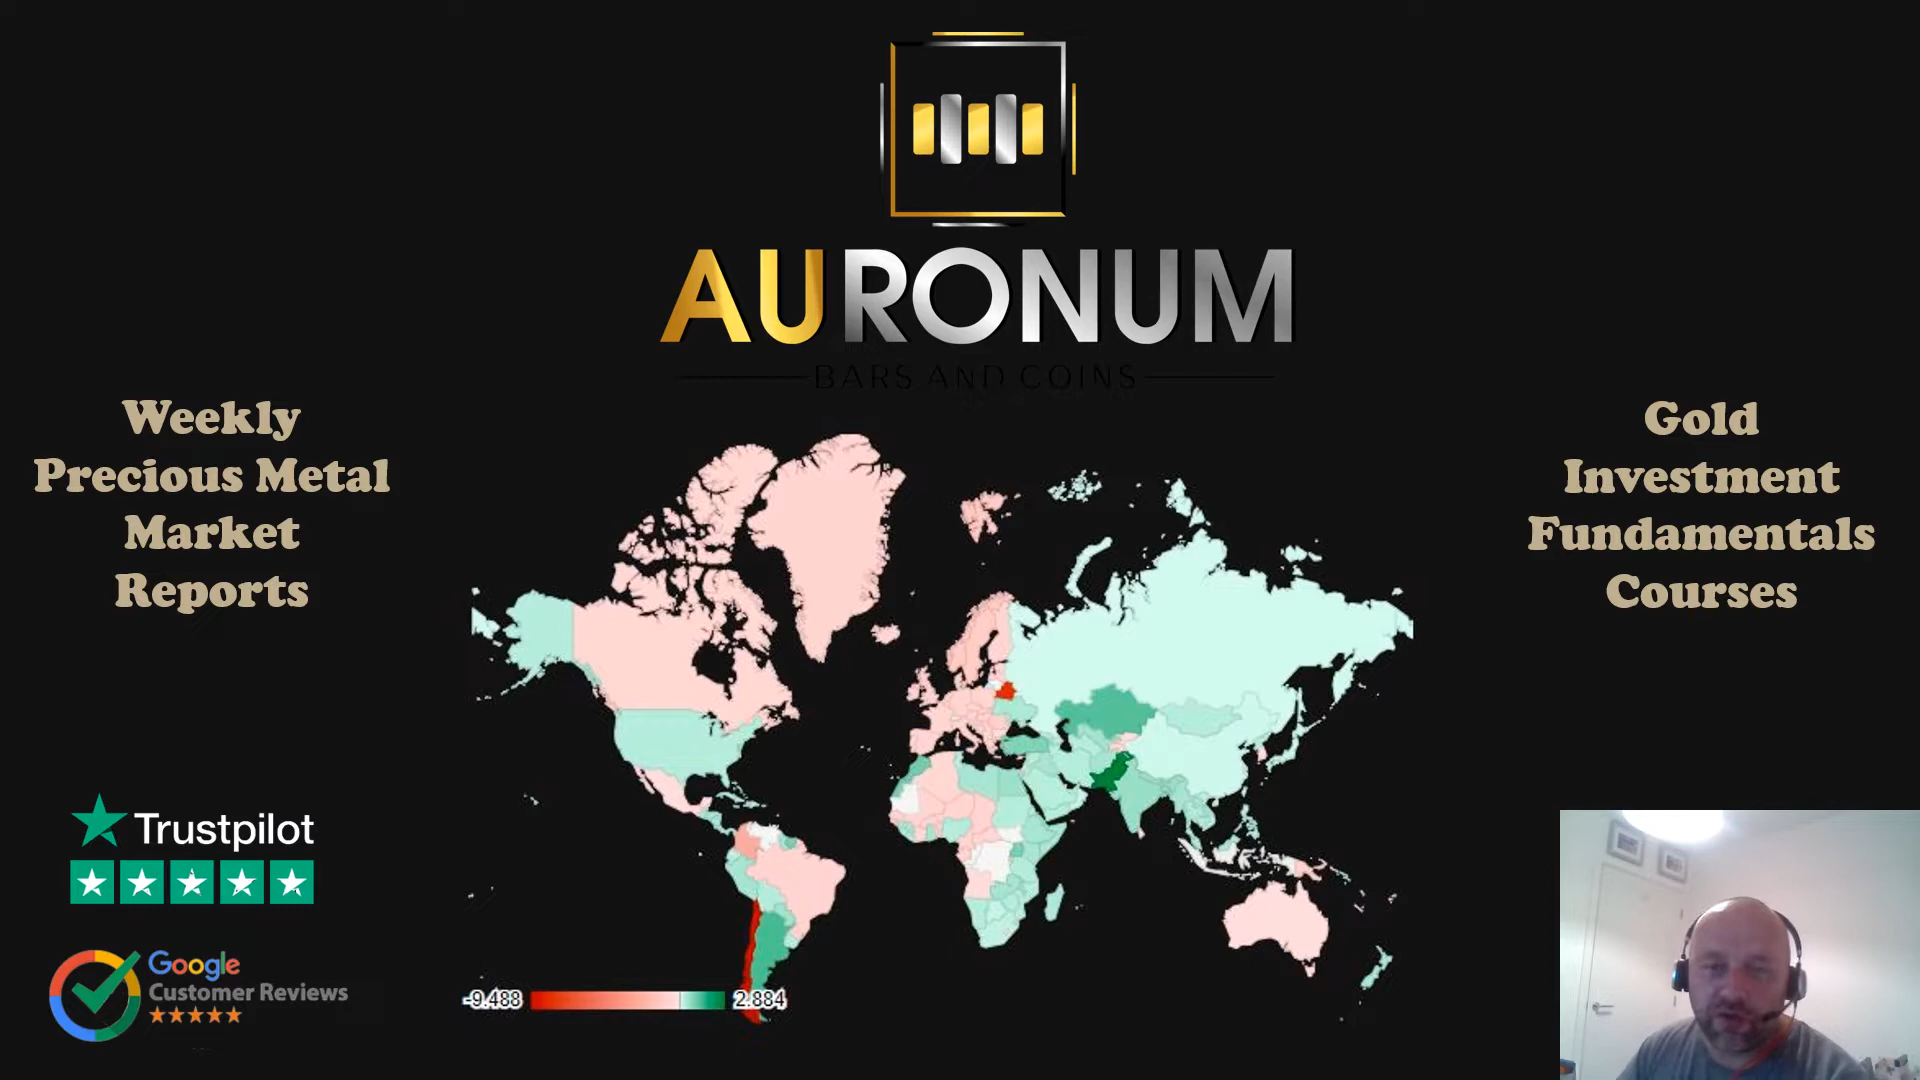 AURONUM
BARS AND COINS
Weekly
Precious Metal
Market
Reports
Gold
Investment
Fundamentals
Courses
Trustpilot
Google
Customer Reviews
-9.488
2.884